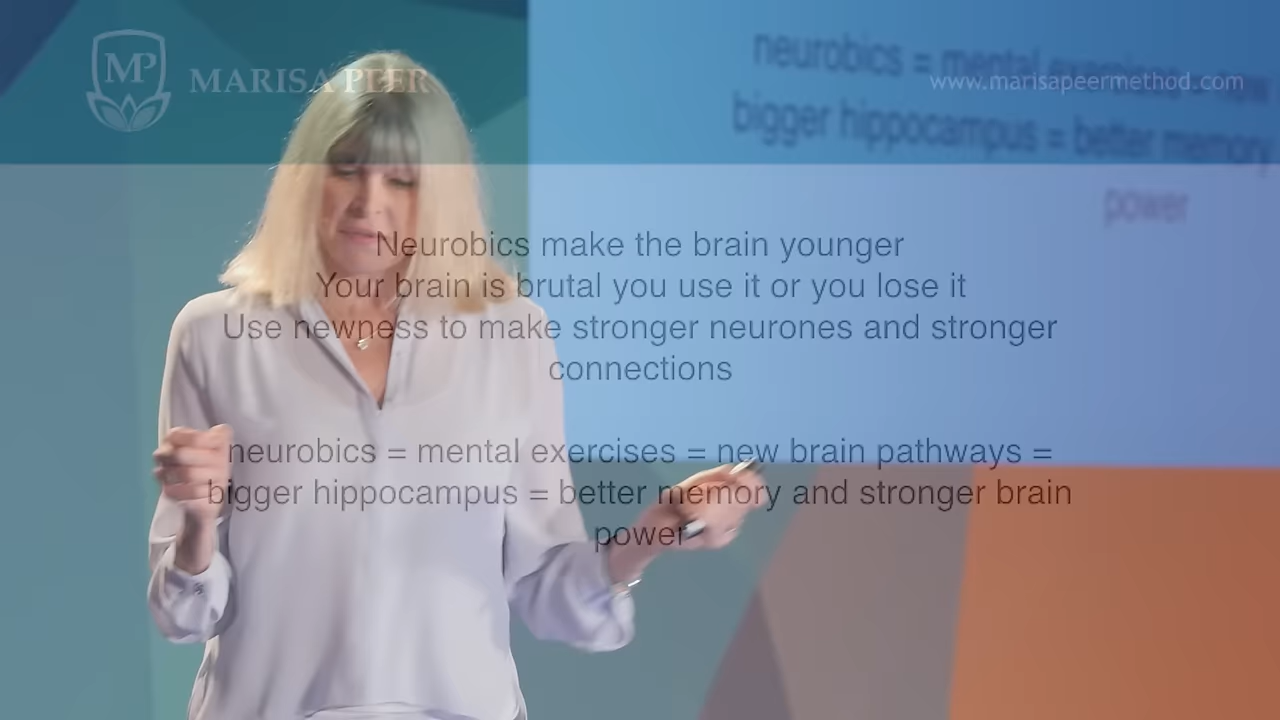 MP
MARISA PEER
www.marisapeermethod.com
neurobics = mental exercises = new
bigger hippocampus = better memory
power
Neurobics make the brain younger
Your brain is brutal you use it or you lose it
Use newness to make stronger neurones and stronger
connections
neurobics = mental exercises = new brain pathways =
bigger hippocampus = better memory and stronger brain
power